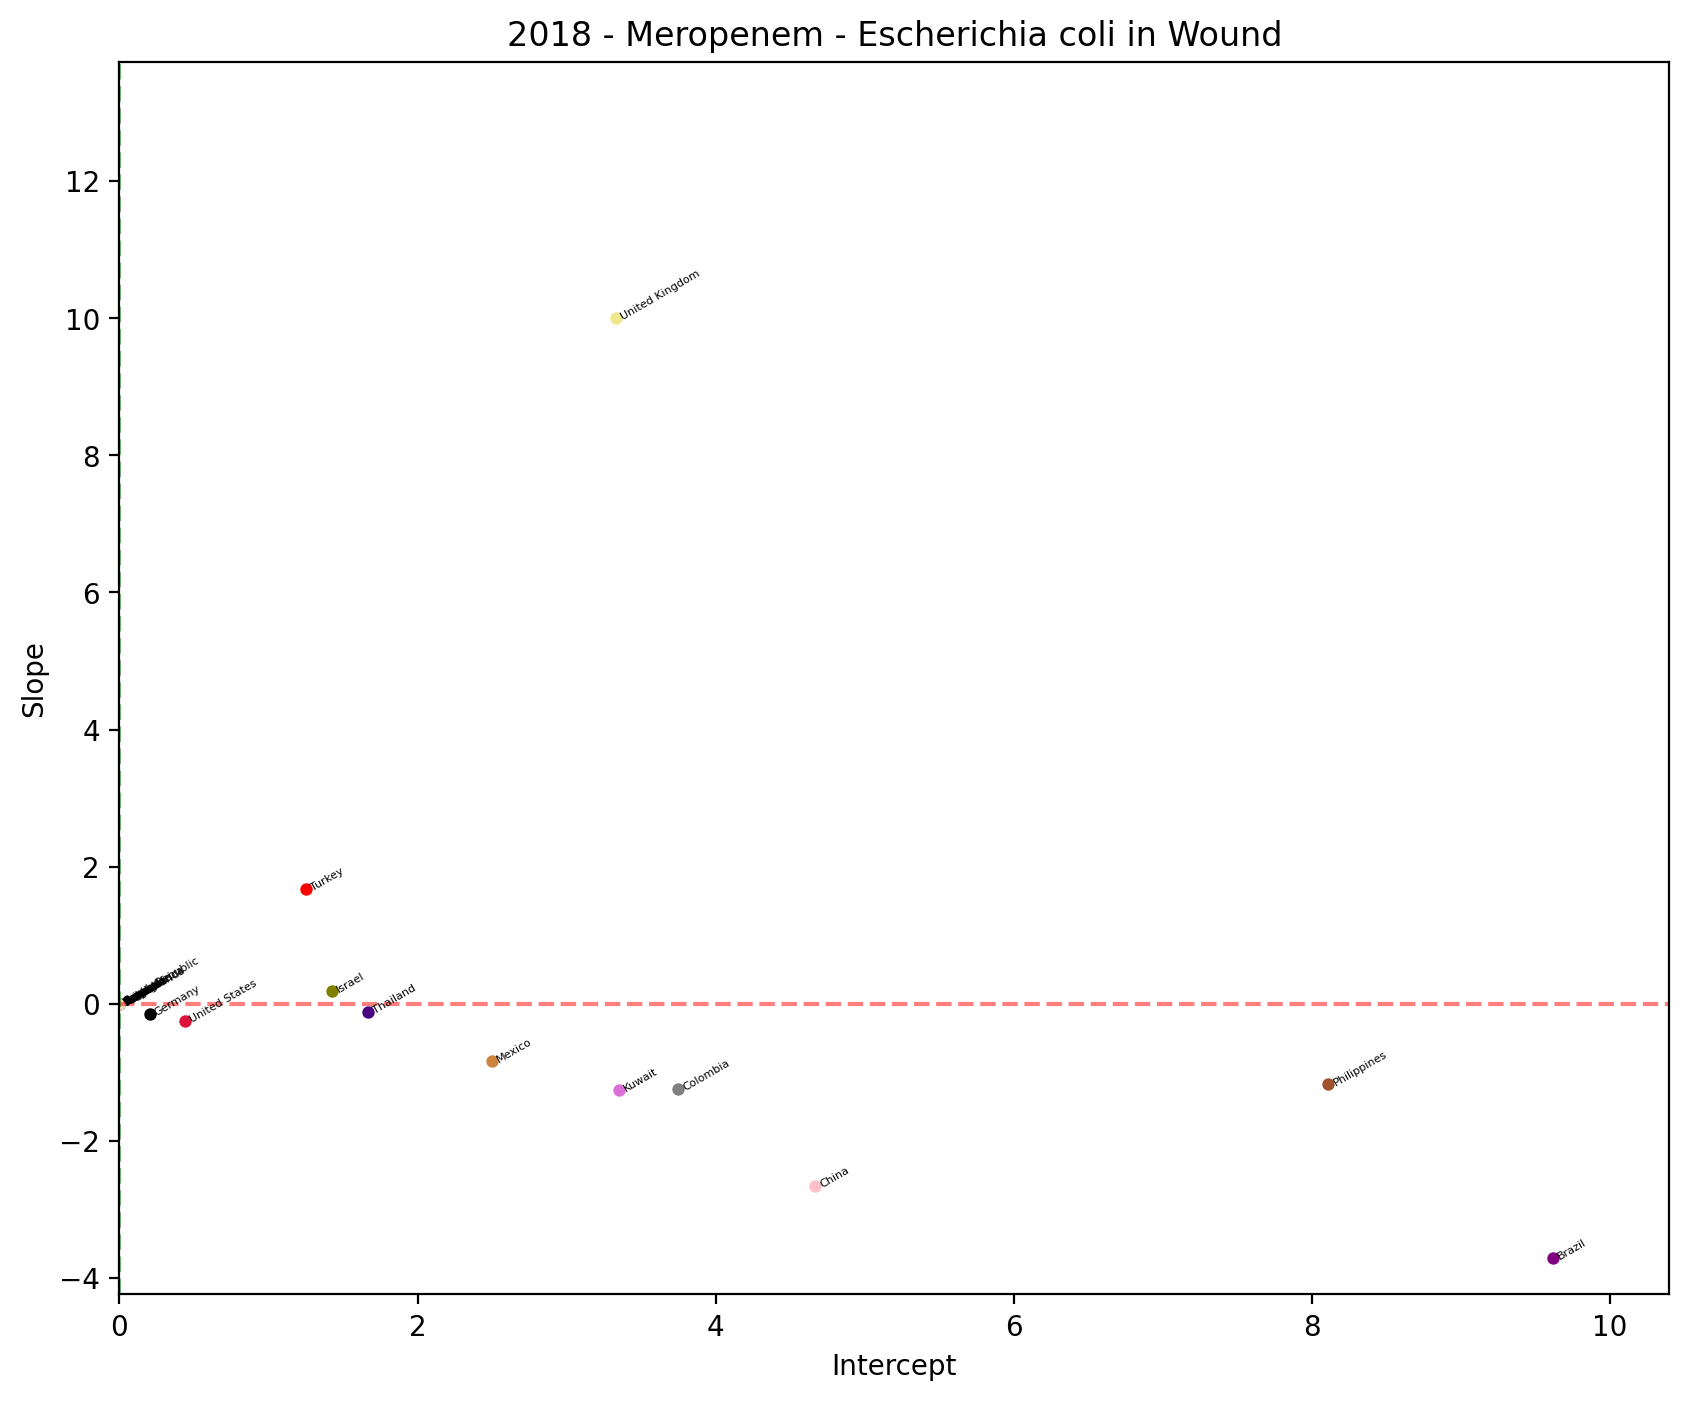 2018 - Meropenem - Escherichia coli in Wound
12
10
8
6
4
2
0
−2
−4
Slope
United Kingdom
Turkey
Israel
Germany
United States
Thailand
Mexico
Kuwait
Colombia
Philippines
China
Brazil
0
2
4
6
8
10
Intercept